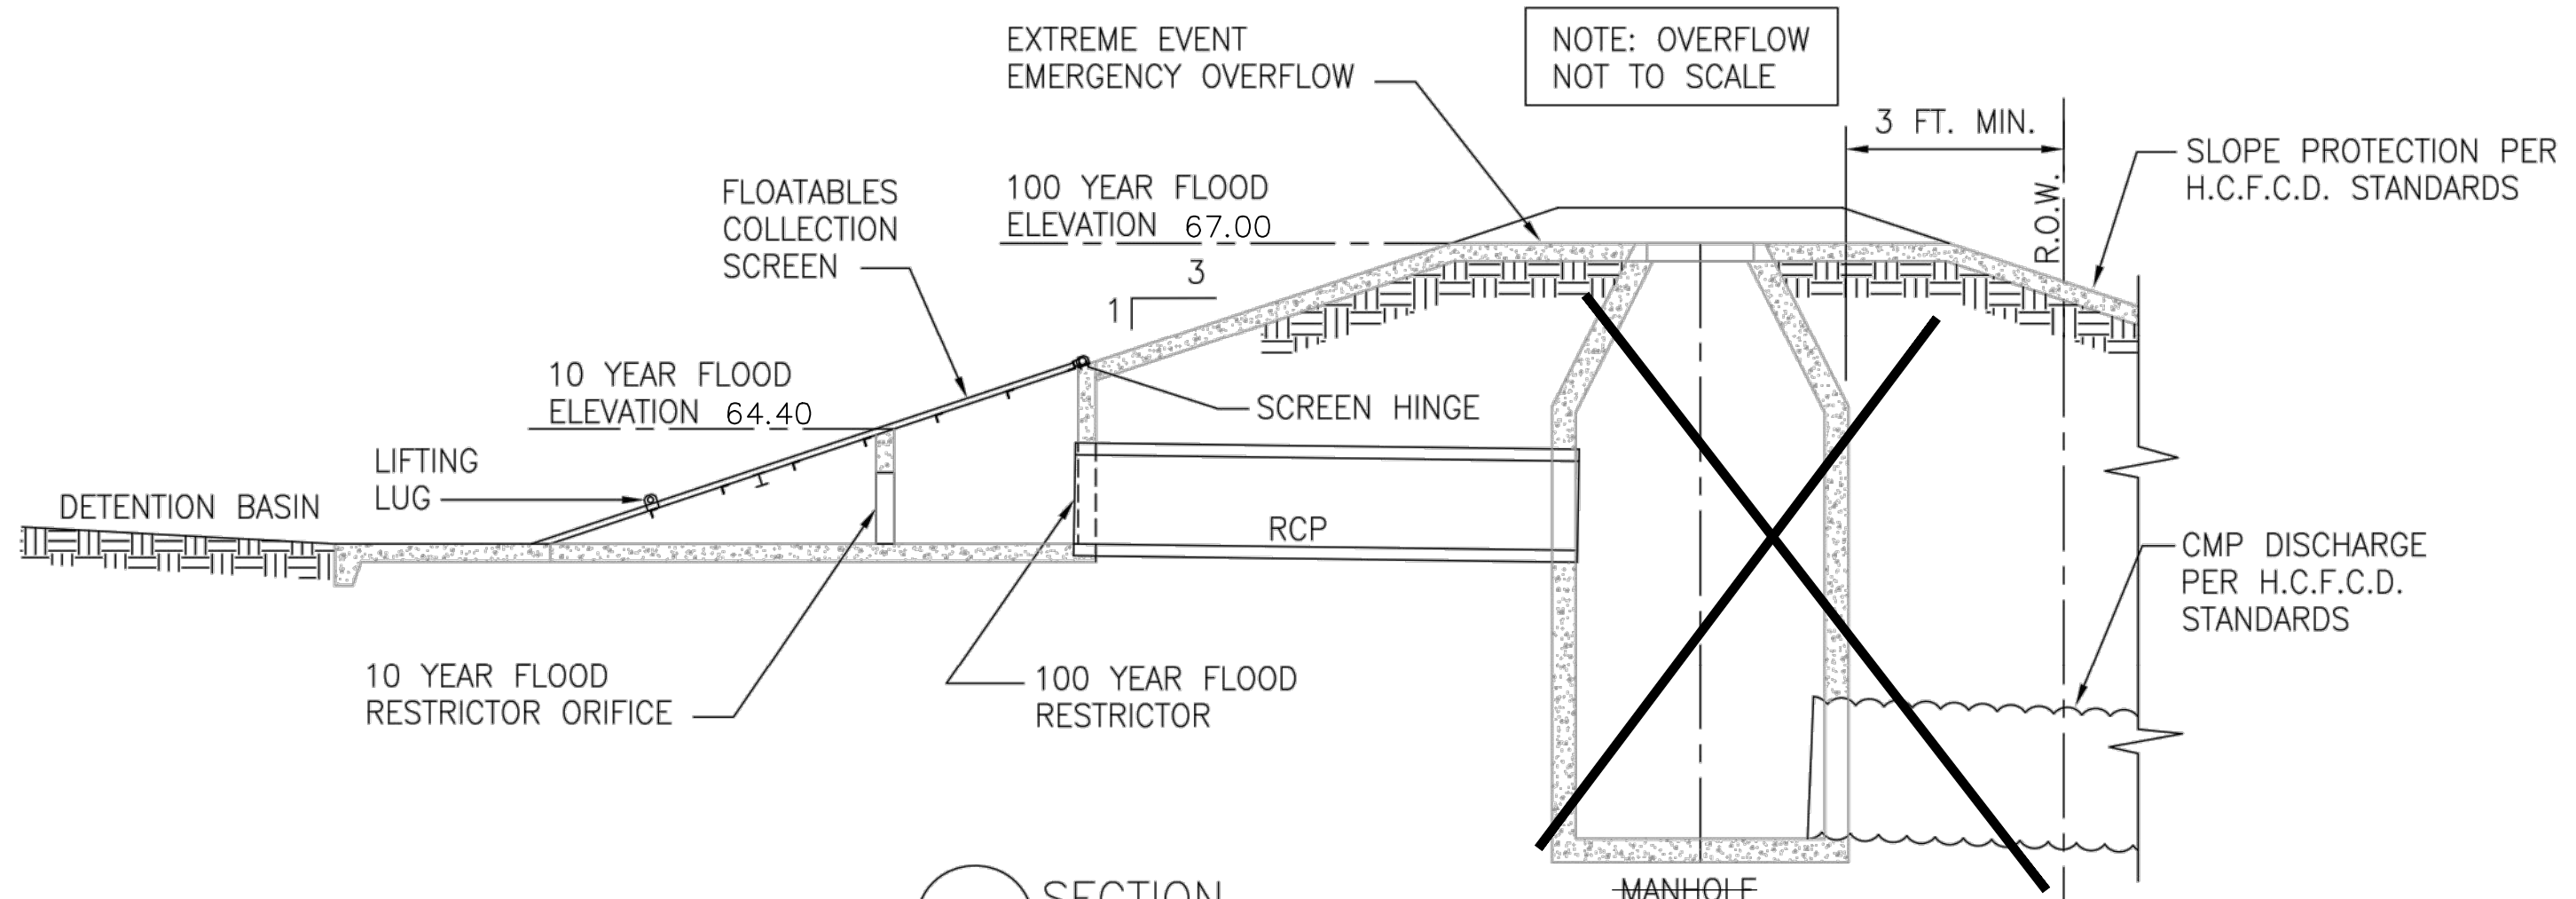 EXTREME EVENT
EMERGENCY OVERFLOW
NOTE: OVERFLOW
NOT TO SCALE
3 FT. MIN.
SLOPE PROTECTION PER
H.C.F.C.D. STANDARDS
R.O.W.
FLOATABLES
COLLECTION
SCREEN
100 YEAR FLOOD
ELEVATION 67.00
1
3
10 YEAR FLOOD
ELEVATION 64.40
SCREEN HINGE
LIFTING
LUG
DETENTION BASIN
RCP
CMP DISCHARGE
PER H.C.F.C.D.
STANDARDS
10 YEAR FLOOD
RESTRICTOR ORIFICE
100 YEAR FLOOD
RESTRICTOR
SECTION
MANHOLE